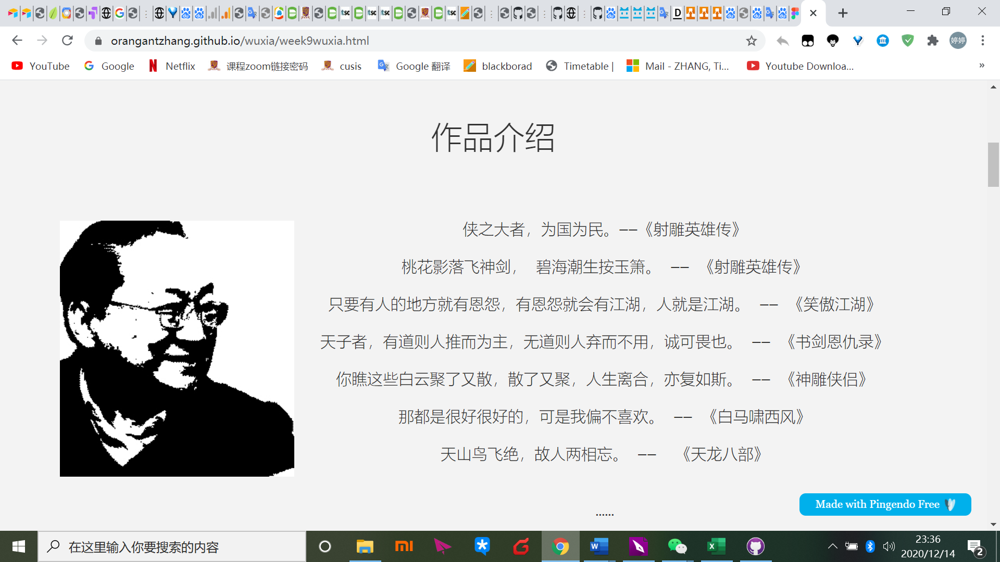 orangantzhang.github.io/wuxia/week9wuxia.html
婷婷
YouTube Google Netflix 课程zoom链接密码 cusis Google 翻译 blackborad Timetable | Mail - ZHANG, Ti... Youtube Downloa... »
作品介绍
侠之大者，为国为民。——《射雕英雄传》
桃花影落飞神剑， 碧海潮生按玉箫。 —— 《射雕英雄传》
只要有人的地方就有恩怨，有恩怨就会有江湖，人就是江湖。 —— 《笑傲江湖》
天子者，有道则人推而为主，无道则人弃而不用，诚可畏也。 —— 《书剑恩仇录》
你瞧这些白云聚了又散，散了又聚，人生离合，亦复如斯。 —— 《神雕侠侣》
那都是很好很好的，可是我偏不喜欢。 —— 《白马啸西风》
天山鸟飞绝，故人两相忘。 —— 《天龙八部》
......
Made with Pingendo Free
在这里输入你要搜索的内容
23:36
2020/12/14
2